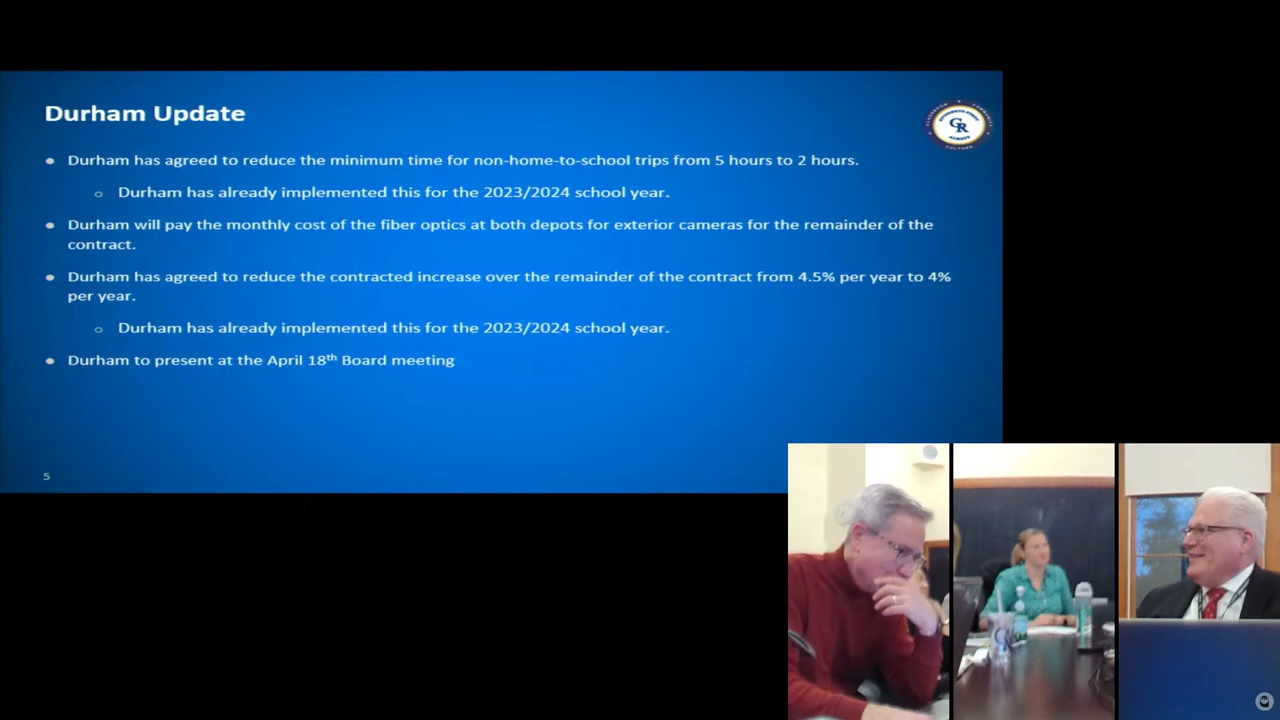 Durham Update
GR
ALWAYS
CULTURE
● Durham has agreed to reduce the minimum time for non-home-to-school trips from 5 hours to 2 hours.
○ Durham has already implemented this for the 2023/2024 school year.
● Durham will pay the monthly cost of the fiber optics at both depots for exterior cameras for the remainder of the
contract.
● Durham has agreed to reduce the contracted increase over the remainder of the contract from 4.5% per year to 4%
per year.
○ Durham has already implemented this for the 2023/2024 school year.
● Durham to present at the April 18th Board meeting
5